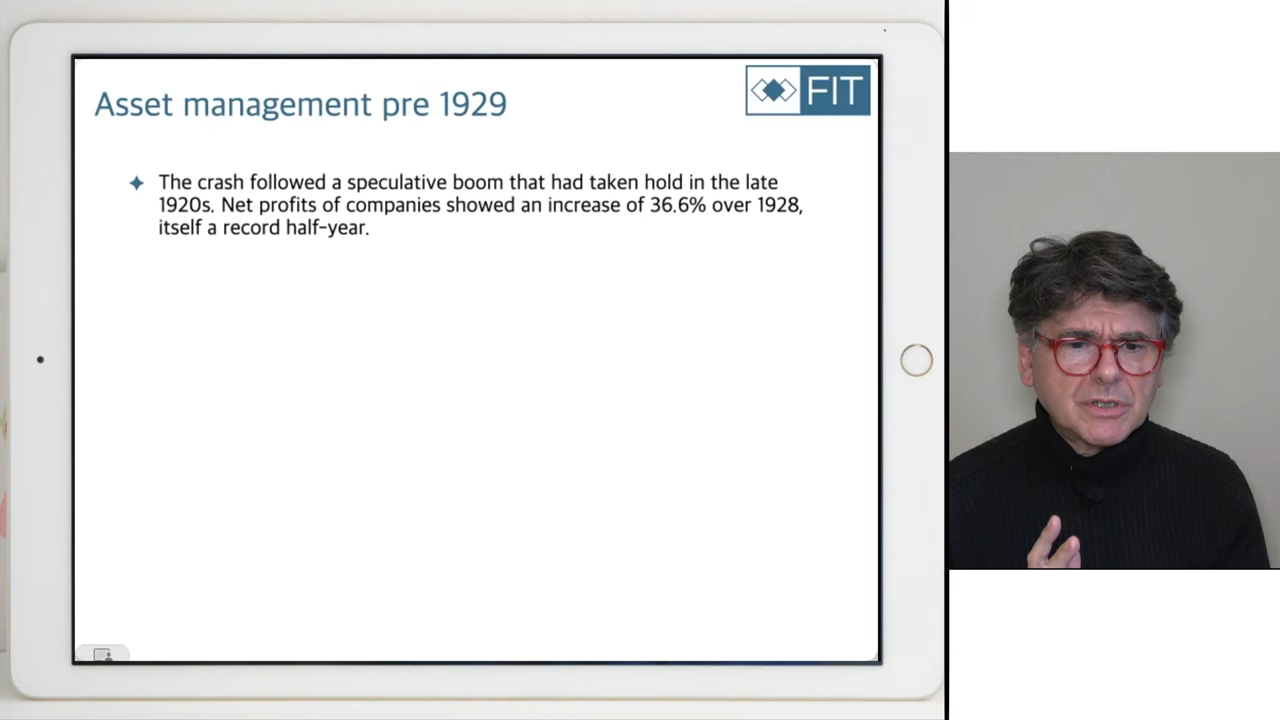 Asset management pre 1929
FIT
The crash followed a speculative boom that had taken hold in the late
1920s. Net profits of companies showed an increase of 36.6% over 1928,
itself a record half-year.